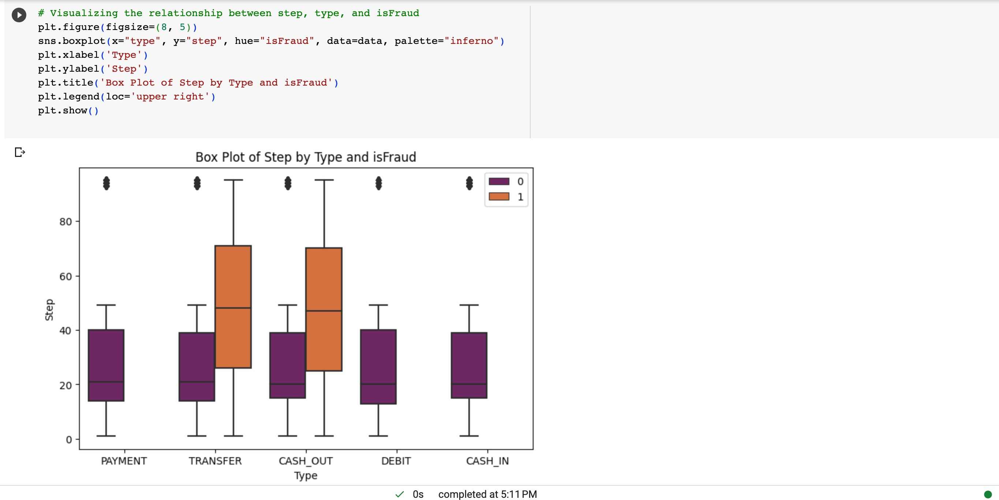 # Visualizing the relationship between step, type, and isFraud
plt.figure(figsize=(8, 5))
sns.boxplot(x="type", y="step", hue="isFraud", data=data, palette="inferno")
plt.xlabel('Type')
plt.ylabel('Step')
plt.title('Box Plot of Step by Type and isFraud')
plt.legend(loc='upper right')
plt.show()
Box Plot of Step by Type and isFraud
0
1
80
60
40
20
0
Step
PAYMENT TRANSFER CASH_OUT DEBIT CASH_IN
Type
0s completed at 5:11 PM